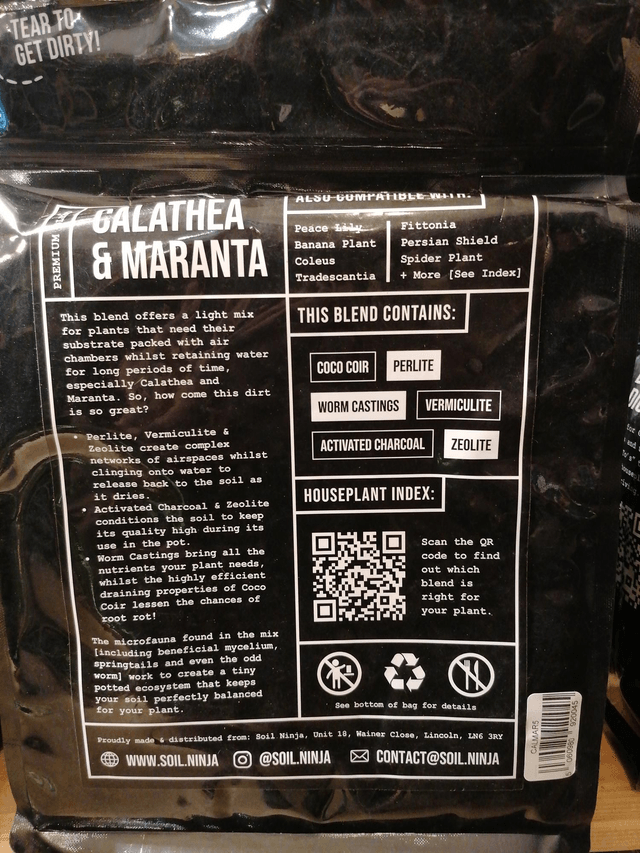 TEAR TO
GET DIRTY!
PREMIUM
CALATHEA
& MARANTA
This blend offers a light mix
for plants that need their
substrate packed with air
chambers whilst retaining water
for long periods of time,
especially Calathea and
Maranta. So, how come this dirt
is so great?
• Perlite, Vermiculite &
Zeolite create complex
networks of airspaces whilst
clinging onto water to
release back to the soil as
it dries.
• Activated Charcoal & Zeolite
conditions the soil to keep
its quality high during its
use in the pot.
• Worm Castings bring all the
nutrients your plant needs,
whilst the highly efficient
draining properties of Coco
Coir lessen the chances of
root rot!
The microfauna found in the mix
[including beneficial mycelium,
springtails and even the odd
worm] work to create a tiny
potted ecosystem that keeps
your soil perfectly balanced
for your plant.
ALSO COMPATIBLE WITH:
Peace Lily
Banana Plant
Coleus
Tradescantia
Fittonia
Persian Shield
Spider Plant
+ More [See Index]
THIS BLEND CONTAINS:
COCO COIR
PERLITE
WORM CASTINGS
VERMICULITE
ACTIVATED CHARCOAL
ZEOLITE
HOUSEPLANT INDEX:
Scan the QR
code to find
out which
blend is
right for
your plant.
See bottom of bag for details
Proudly made & distributed from: Soil Ninja, Unit 18, Wainer Close, Lincoln, LN6 3RY
WWW.SOIL.NINJA
@SOIL.NINJA
CONTACT@SOIL.NINJA
CALMAR5